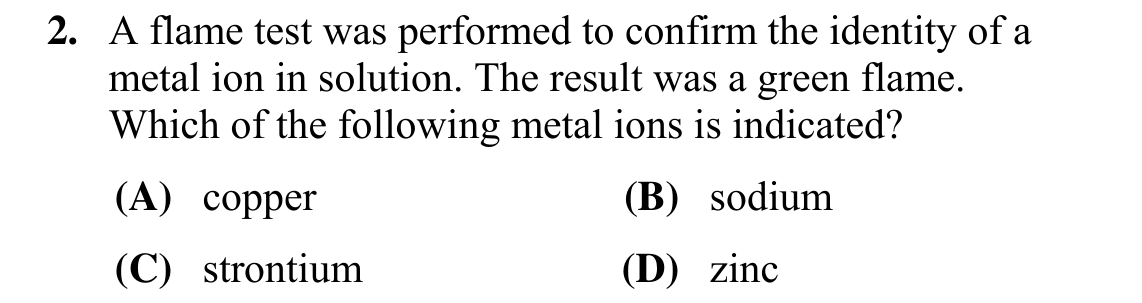 2. A flame test was performed to confirm the identity of a
metal ion in solution. The result was a green flame.
Which of the following metal ions is indicated?
(A) copper (B) sodium
(C) strontium (D) zinc